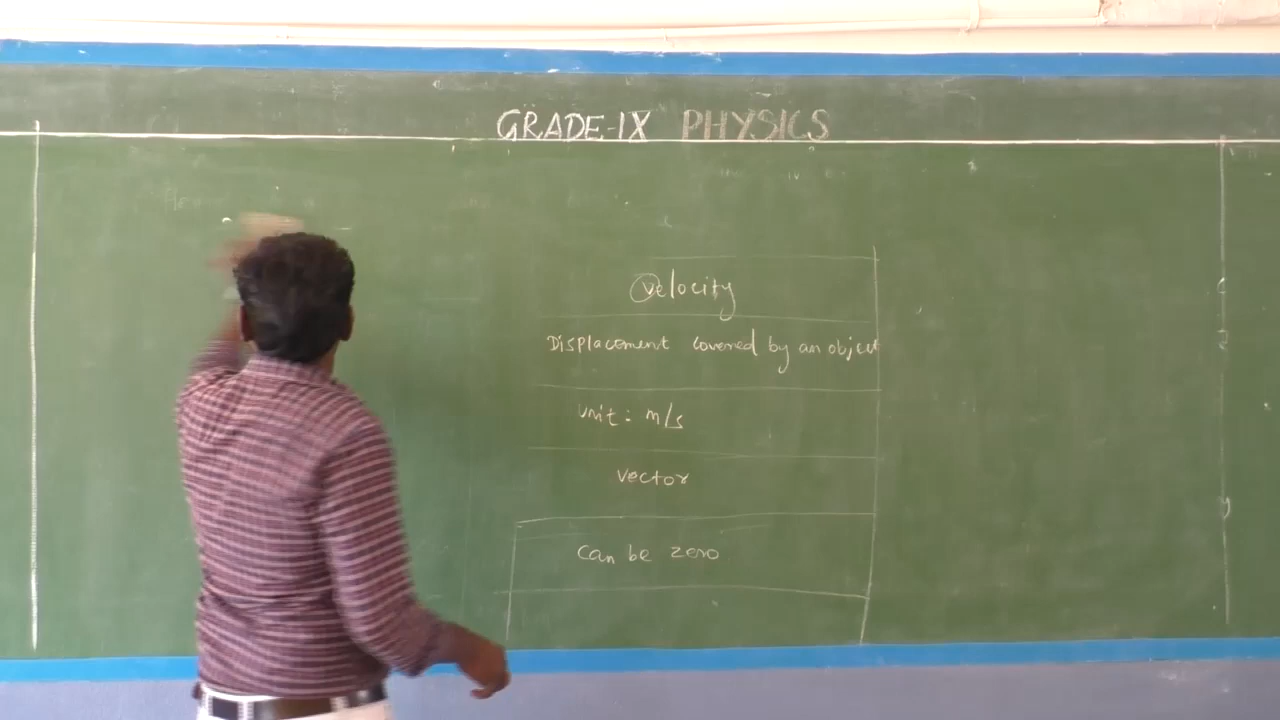 GRADE-IX PHYSICS
Velocity
Displacement covered by an object
Unit: m/s
vector
Can be zero